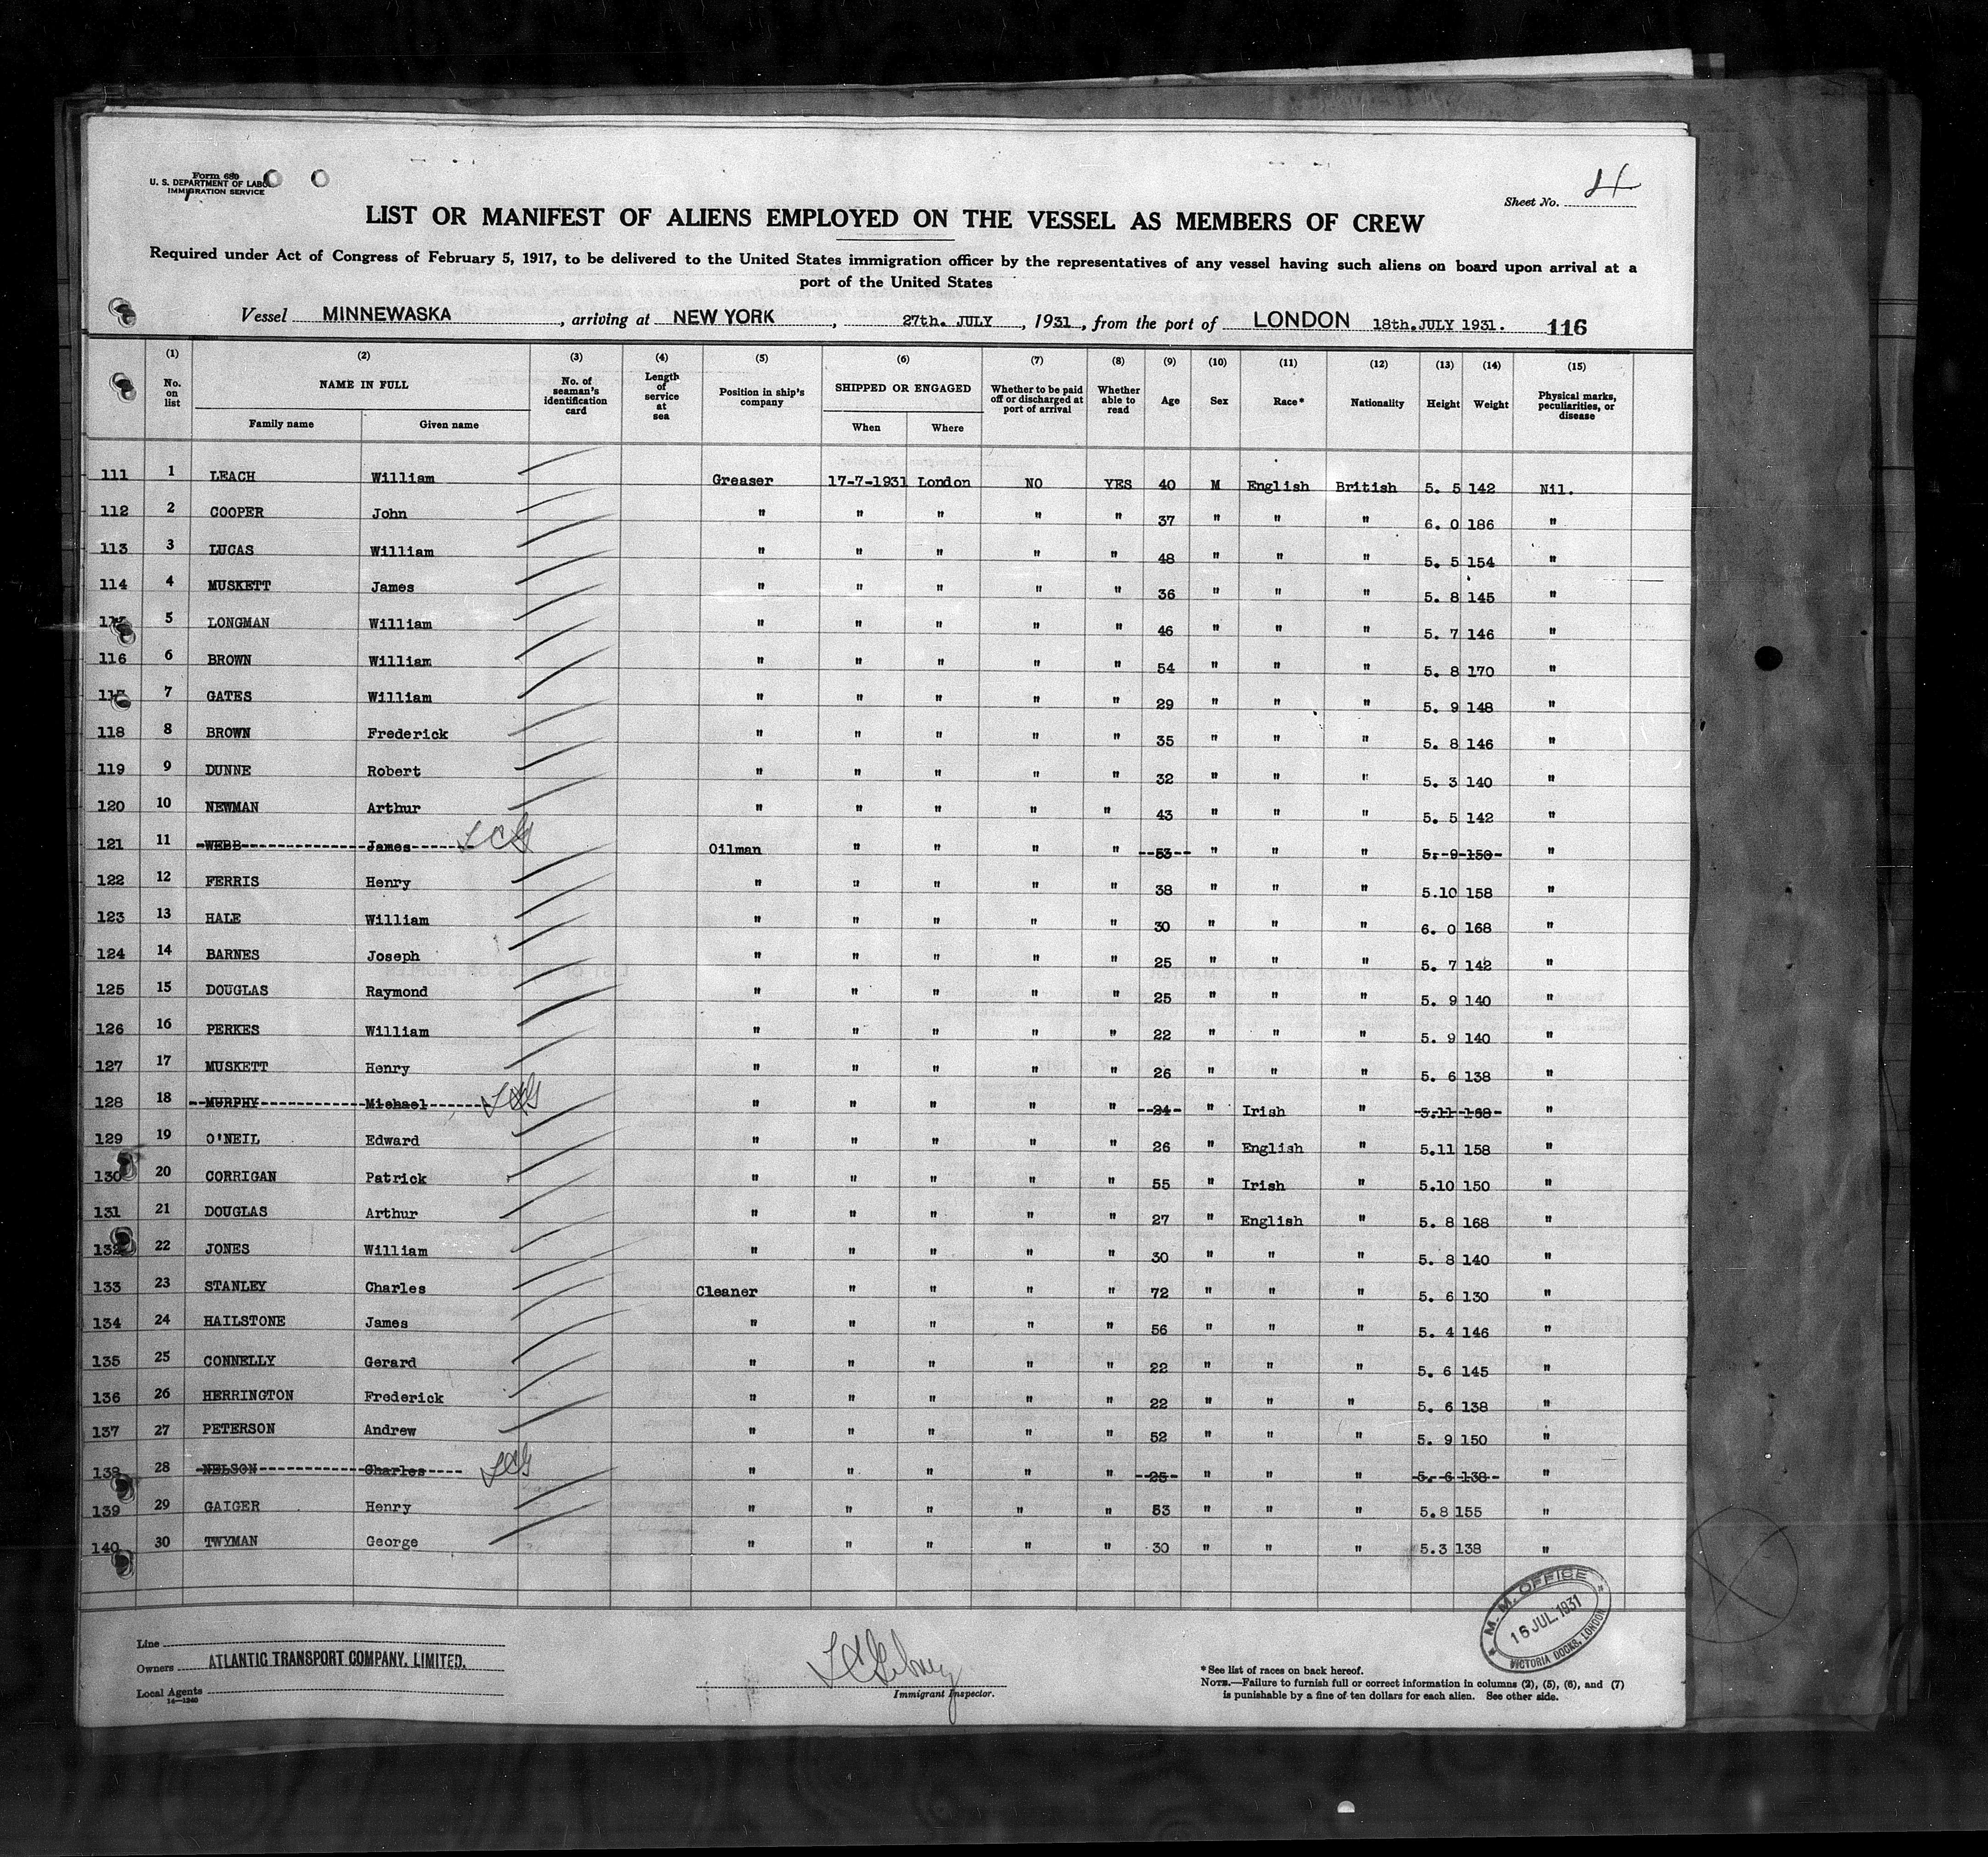 Form 689
U. S. DEPARTMENT OF LABOR
IMMIGRATION SERVICE
Sheet No. 4
LIST OR MANIFEST OF ALIENS EMPLOYED ON THE VESSEL AS MEMBERS OF CREW
Required under Act of Congress of February 5, 1917, to be delivered to the United States immigration officer by the representatives of any vessel having such aliens on board upon arrival at a
port of the United States
Vessel MINNEWASKA, arriving at NEW YORK, 27th. JULY, 1931, from the port of LONDON 18th. JULY 1931. 116
(1) (2) (3) (4) (5) (6) (7) (8) (9) (10) (11) (12) (13) (14) (15)
No. on list NAME IN FULL Family name Given name No. of seaman's identification card Length of service at sea Position in ship's company SHIPPED OR ENGAGED When Where Whether to be paid off or discharged at port of arrival Whether able to read Age Sex Race* Nationality Height Weight Physical marks, peculiarities, or disease
111 1 LEACH William Greaser 17-7-1931 London NO YES 40 M English British 5. 5 142 Nil.
112 2 COOPER John " " " " " 37 " " " 6. 0 186 "
113 3 LUCAS William " " " " " 48 " " " 5. 5 154 "
114 4 MUSKETT James " " " " " 36 " " " 5. 8 145 "
5 LONGMAN William " " " " " 46 " " " 5. 7 146 "
116 6 BROWN William " " " " " 54 " " " 5. 8 170 "
117 7 GATES William " " " " " 29 " " " 5. 9 148 "
118 8 BROWN Frederick " " " " " 35 " " " 5. 8 146 "
119 9 DUNNE Robert " " " " " 32 " " " 5. 3 140 "
120 10 NEWMAN Arthur " " " " " 43 " " " 5. 5 142 "
121 11 WEBB James LCG Oilman " " " " 53 " " " 5. 9 150 "
122 12 FERRIS Henry " " " " " 38 " " " 5.10 158 "
123 13 HALE William " " " " " 30 " " " 6. 0 168 "
124 14 BARNES Joseph " " " " " 25 " " " 5. 7 142 "
125 15 DOUGLAS Raymond " " " " " 25 " " " 5. 9 140 "
126 16 PERKES William " " " " " 22 " " " 5. 9 140 "
127 17 MUSKETT Henry " " " " " 26 " " " 5. 6 138 "
128 18 MURPHY Michael LCG " " " " " 24 " Irish " 5.11 168 "
129 19 O'NEIL Edward " " " " " 26 " English " 5.11 158 "
130 20 CORRIGAN Patrick " " " " " 55 " Irish " 5.10 150 "
131 21 DOUGLAS Arthur " " " " " 27 " English " 5. 8 168 "
132 22 JONES William " " " " " 30 " " " 5. 8 140 "
133 23 STANLEY Charles Cleaner " " " " 72 " " " 5. 6 130 "
134 24 HAILSTONE James " " " " " 56 " " " 5. 4 146 "
135 25 CONNELLY Gerard " " " " " 22 " " " 5. 6 145 "
136 26 HERRINGTON Frederick " " " " " 22 " " " 5. 6 138 "
137 27 PETERSON Andrew " " " " " 52 " " " 5. 9 150 "
138 28 NELSON Charles LCG " " " " " 25 " " " 5. 6 138 "
139 29 GAIGER Henry " " " " " 53 " " " 5.8 155 "
140 30 TWYMAN George " " " " " 30 " " " 5.3 138 "
M. M. OFFICE
16 JUL. 1931
VICTORIA DOCKS, LONDON
Line
Owners ATLANTIC TRANSPORT COMPANY, LIMITED.
Local Agents
14—1240
Immigrant Inspector.
* See list of races on back hereof.
NOTE.—Failure to furnish full or correct information in columns (2), (5), (6), and (7)
is punishable by a fine of ten dollars for each alien. See other side.